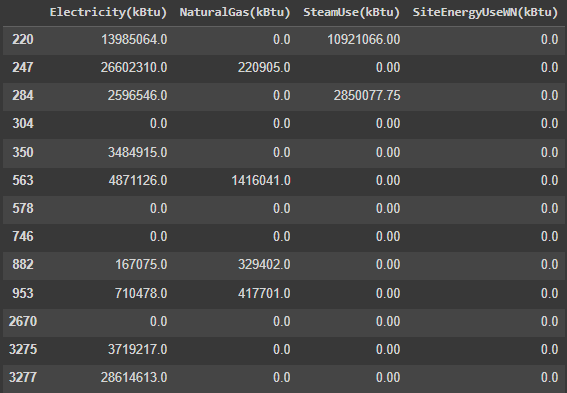 Electricity(kBtu) NaturalGas(kBtu) SteamUse(kBtu) SiteEnergyUseWN(kBtu)
220 13985064.0 0.0 10921066.00 0.0
247 26602310.0 220905.0 0.00 0.0
284 2596546.0 0.0 2850077.75 0.0
304 0.0 0.0 0.00 0.0
350 3484915.0 0.0 0.00 0.0
563 4871126.0 1416041.0 0.00 0.0
578 0.0 0.0 0.00 0.0
746 0.0 0.0 0.00 0.0
882 167075.0 329402.0 0.00 0.0
953 710478.0 417701.0 0.00 0.0
2670 0.0 0.0 0.00 0.0
3275 3719217.0 0.0 0.00 0.0
3277 28614613.0 0.0 0.00 0.0